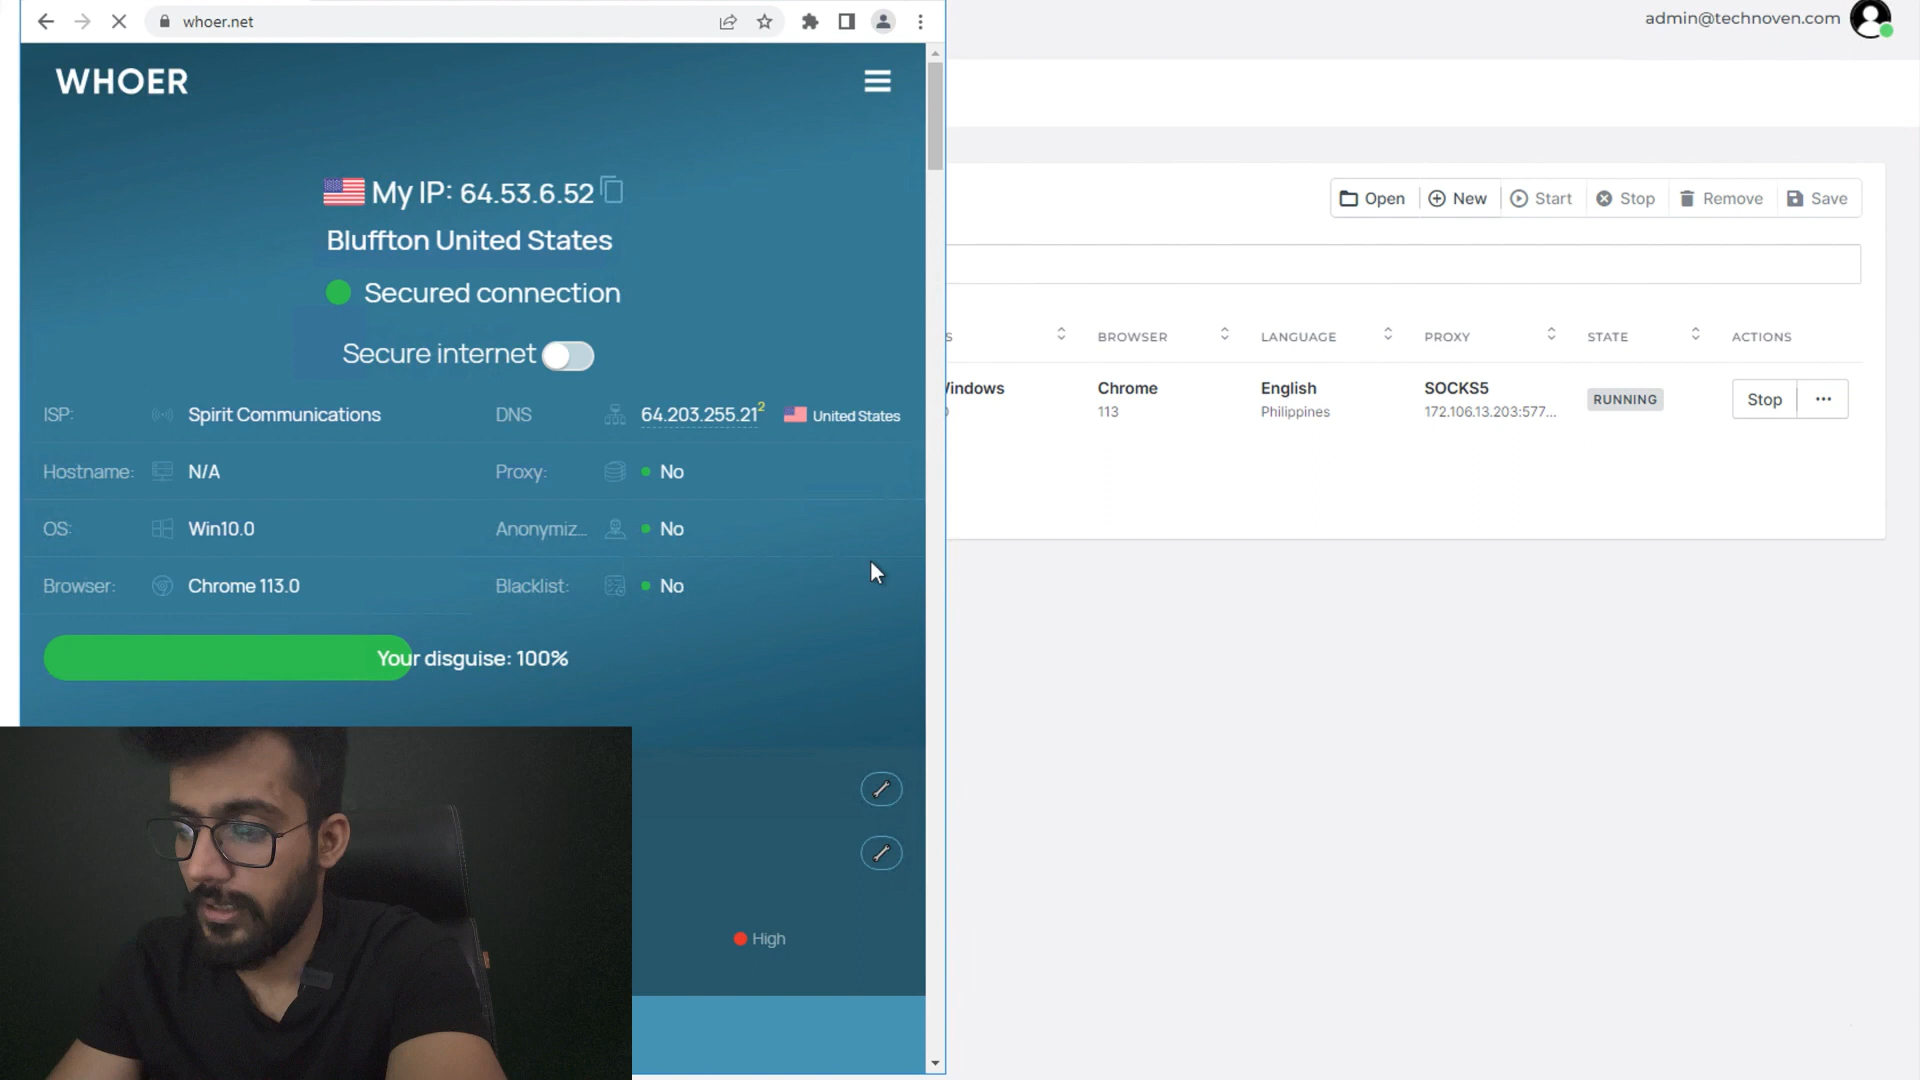 whoer.net
WHOER
My IP: 64.53.6.52
Bluffton United States
Secured connection
Secure internet
ISP: Spirit Communications DNS 64.203.255.21 2 United States
Hostname: N/A Proxy: No
OS: Win10.0 Anonymiz... No
Browser: Chrome 113.0 Blacklist: No
Your disguise: 100%
High
admin@technoven.com
Open New Start Stop Remove Save
S BROWSER LANGUAGE PROXY STATE ACTIONS
indows Chrome English SOCKS5 RUNNING Stop ...
113 Philippines 172.106.13.203:577...